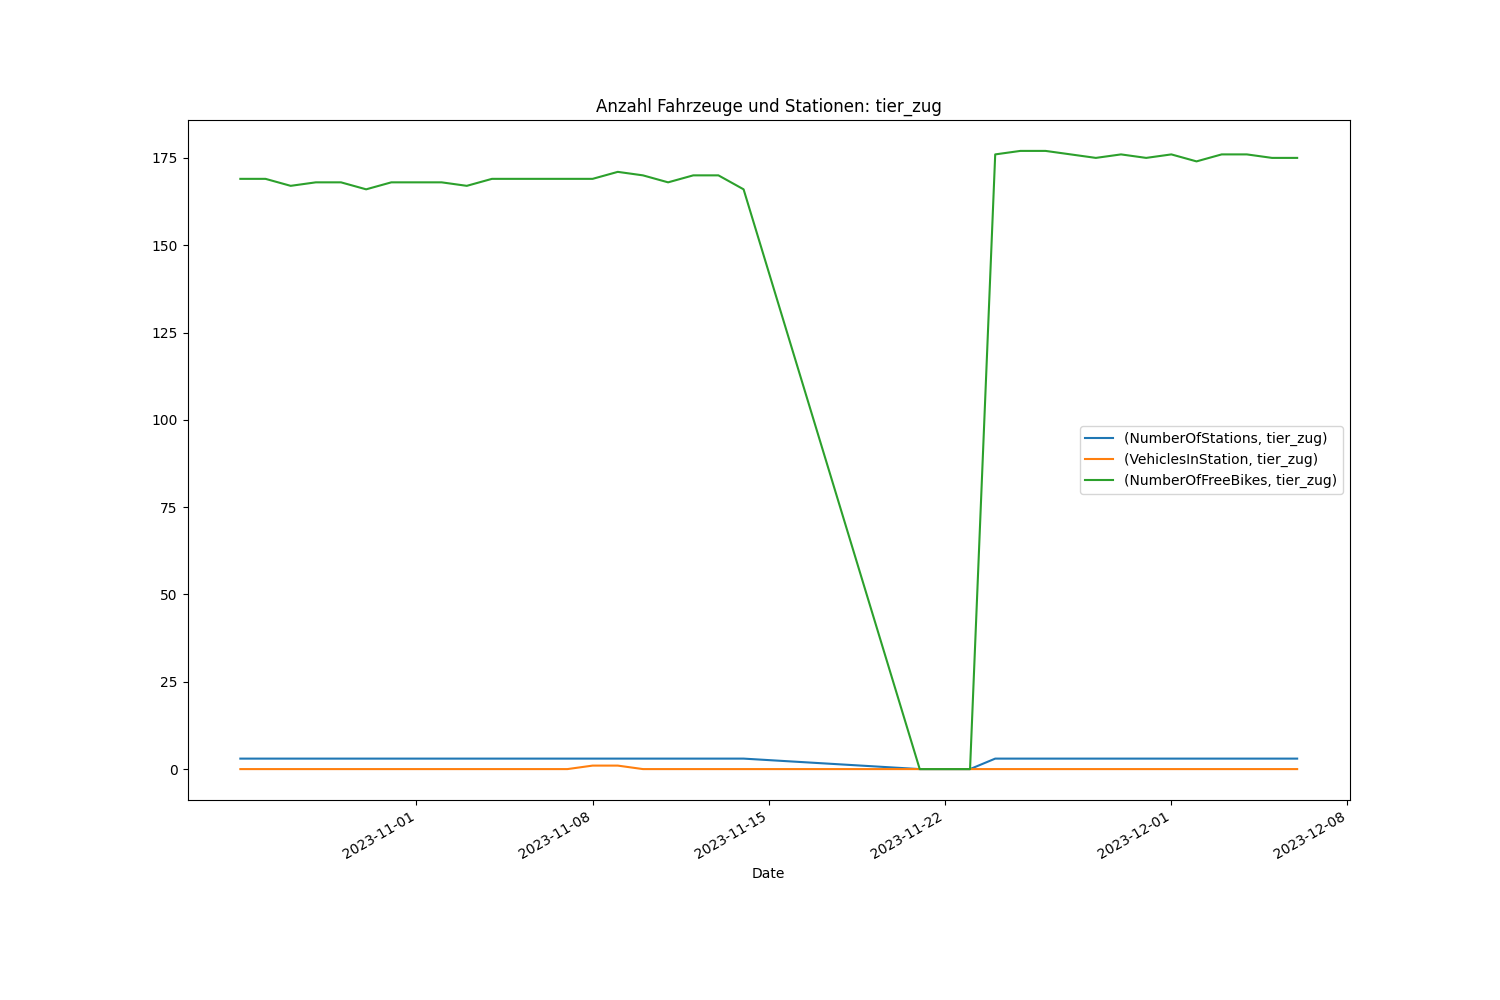 Anzahl Fahrzeuge und Stationen: tier_zug
175
150
125
100
75
50
25
0
(NumberOfStations, tier_zug)
(VehiclesInStation, tier_zug)
(NumberOfFreeBikes, tier_zug)
2023-11-01
2023-11-08
2023-11-15
2023-11-22
2023-12-01
2023-12-08
Date